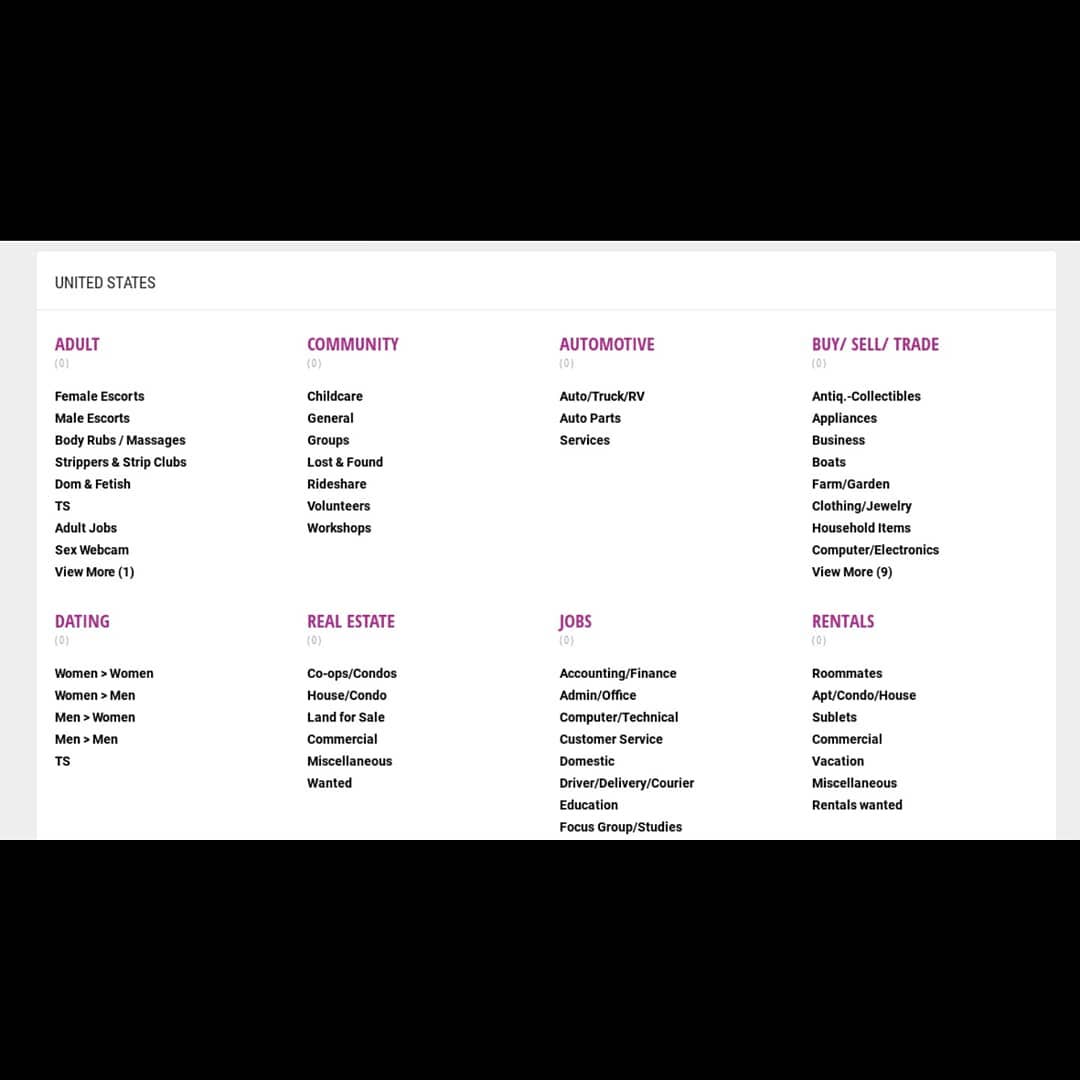 UNITED STATES
ADULT
(0)
Female Escorts
Male Escorts
Body Rubs / Massages
Strippers & Strip Clubs
Dom & Fetish
TS
Adult Jobs
Sex Webcam
View More (1)
COMMUNITY
(0)
Childcare
General
Groups
Lost & Found
Rideshare
Volunteers
Workshops
AUTOMOTIVE
(0)
Auto/Truck/RV
Auto Parts
Services
BUY/ SELL/ TRADE
(0)
Antiq.-Collectibles
Appliances
Business
Boats
Farm/Garden
Clothing/Jewelry
Household Items
Computer/Electronics
View More (9)
DATING
(0)
Women > Women
Women > Men
Men > Women
Men > Men
TS
REAL ESTATE
(0)
Co-ops/Condos
House/Condo
Land for Sale
Commercial
Miscellaneous
Wanted
JOBS
(0)
Accounting/Finance
Admin/Office
Computer/Technical
Customer Service
Domestic
Driver/Delivery/Courier
Education
Focus Group/Studies
RENTALS
(0)
Roommates
Apt/Condo/House
Sublets
Commercial
Vacation
Miscellaneous
Rentals wanted